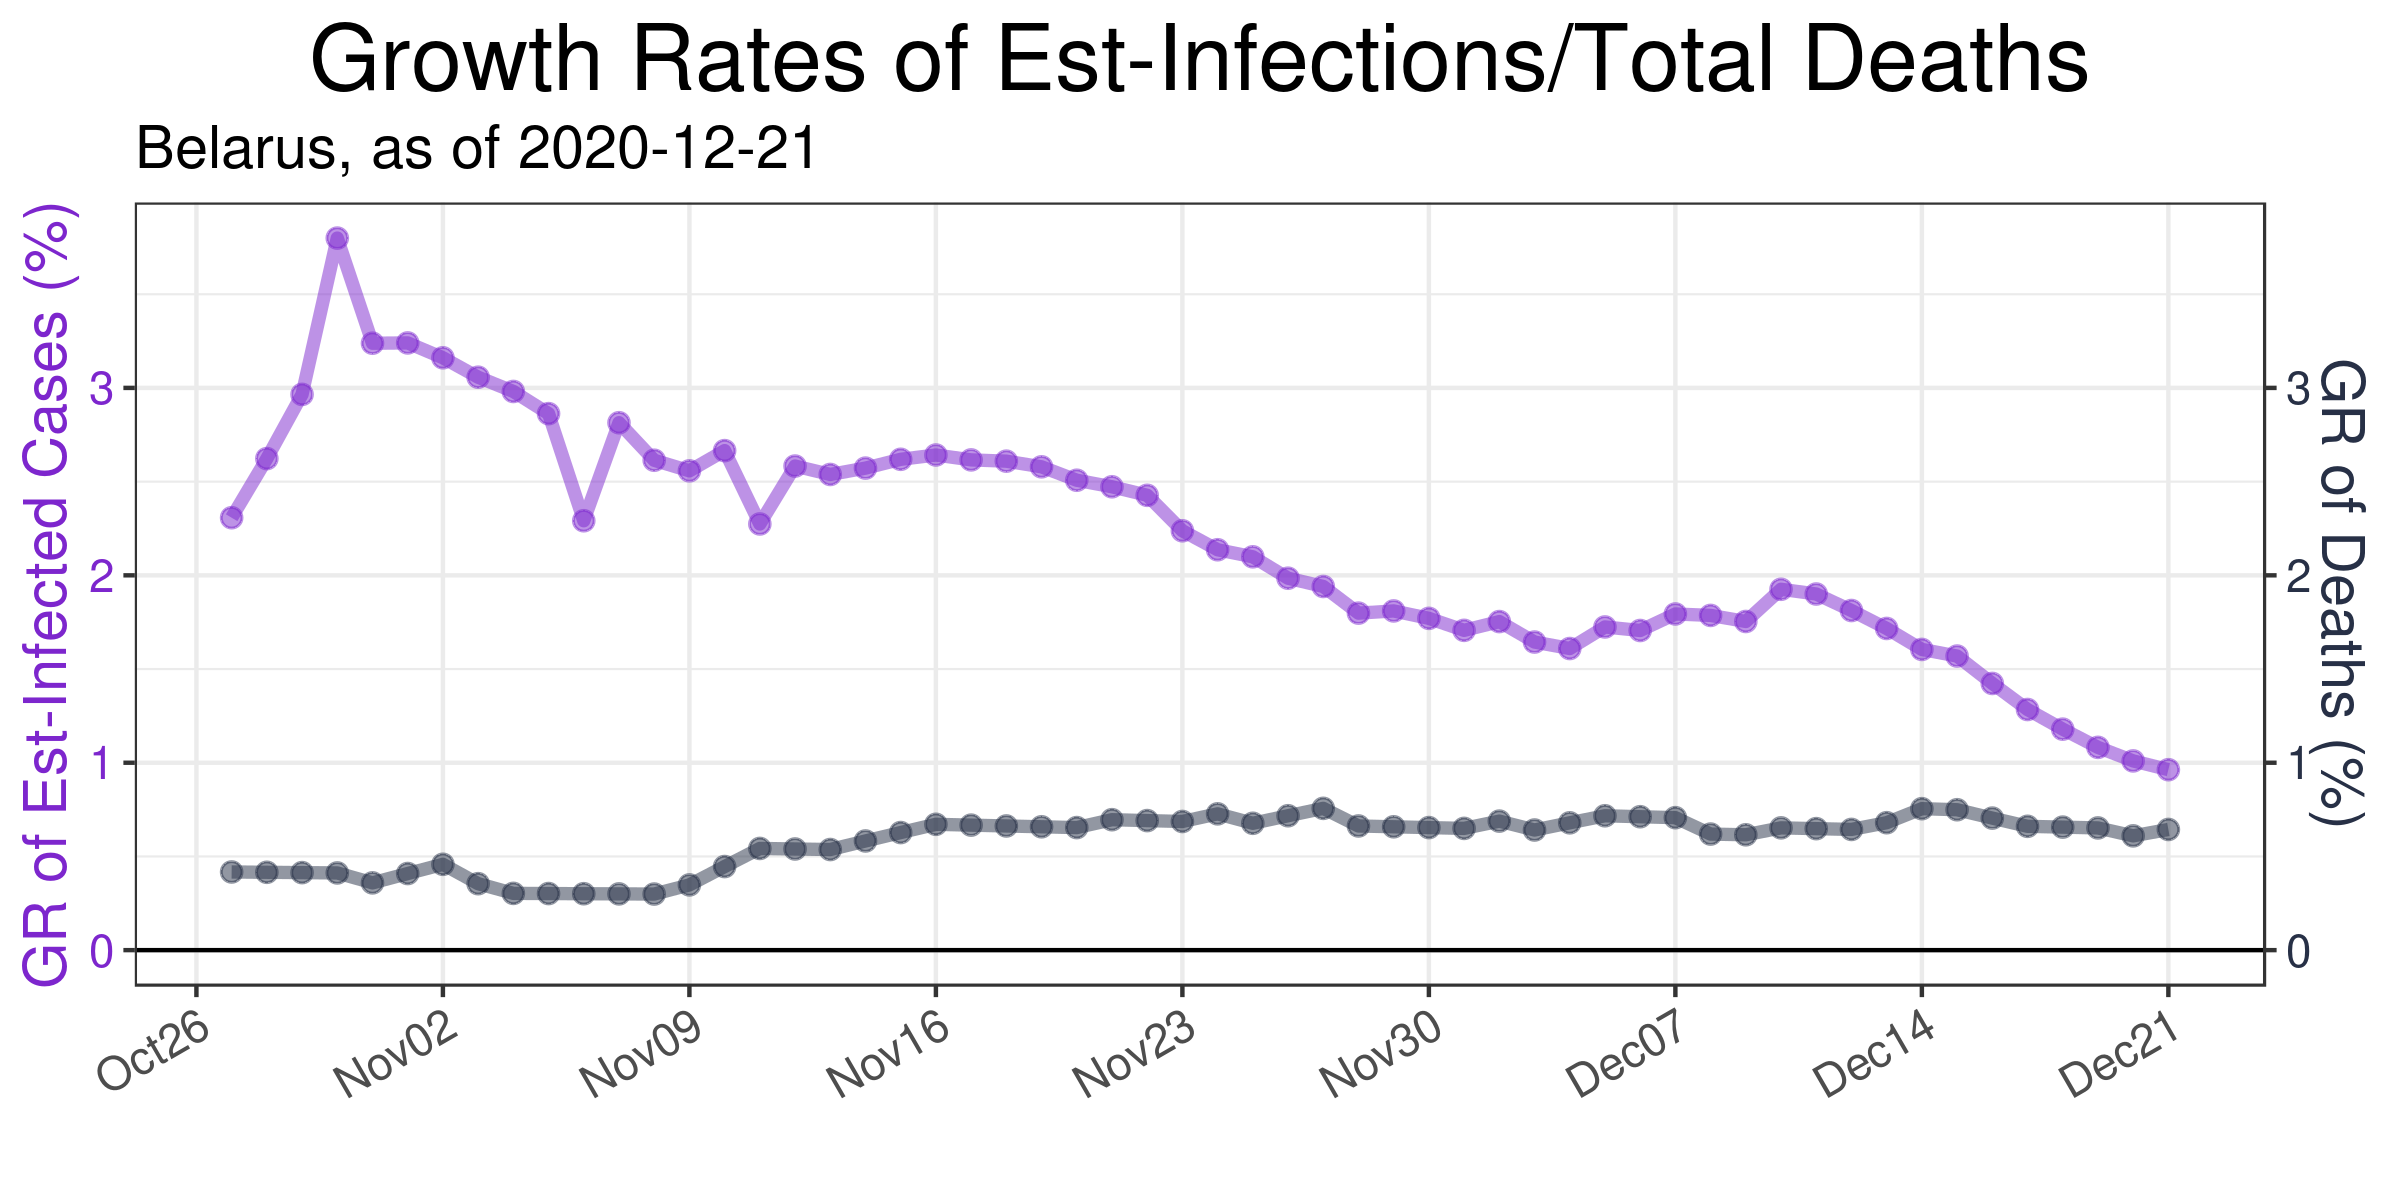 Growth Rates of Est-Infections/Total Deaths
Belarus, as of 2020-12-21
GR of Est-Infected Cases (%)
3
2
1
0
3
2
1
0
GR of Deaths (%)
Oct26
Nov02
Nov09
Nov16
Nov23
Nov30
Dec07
Dec14
Dec21